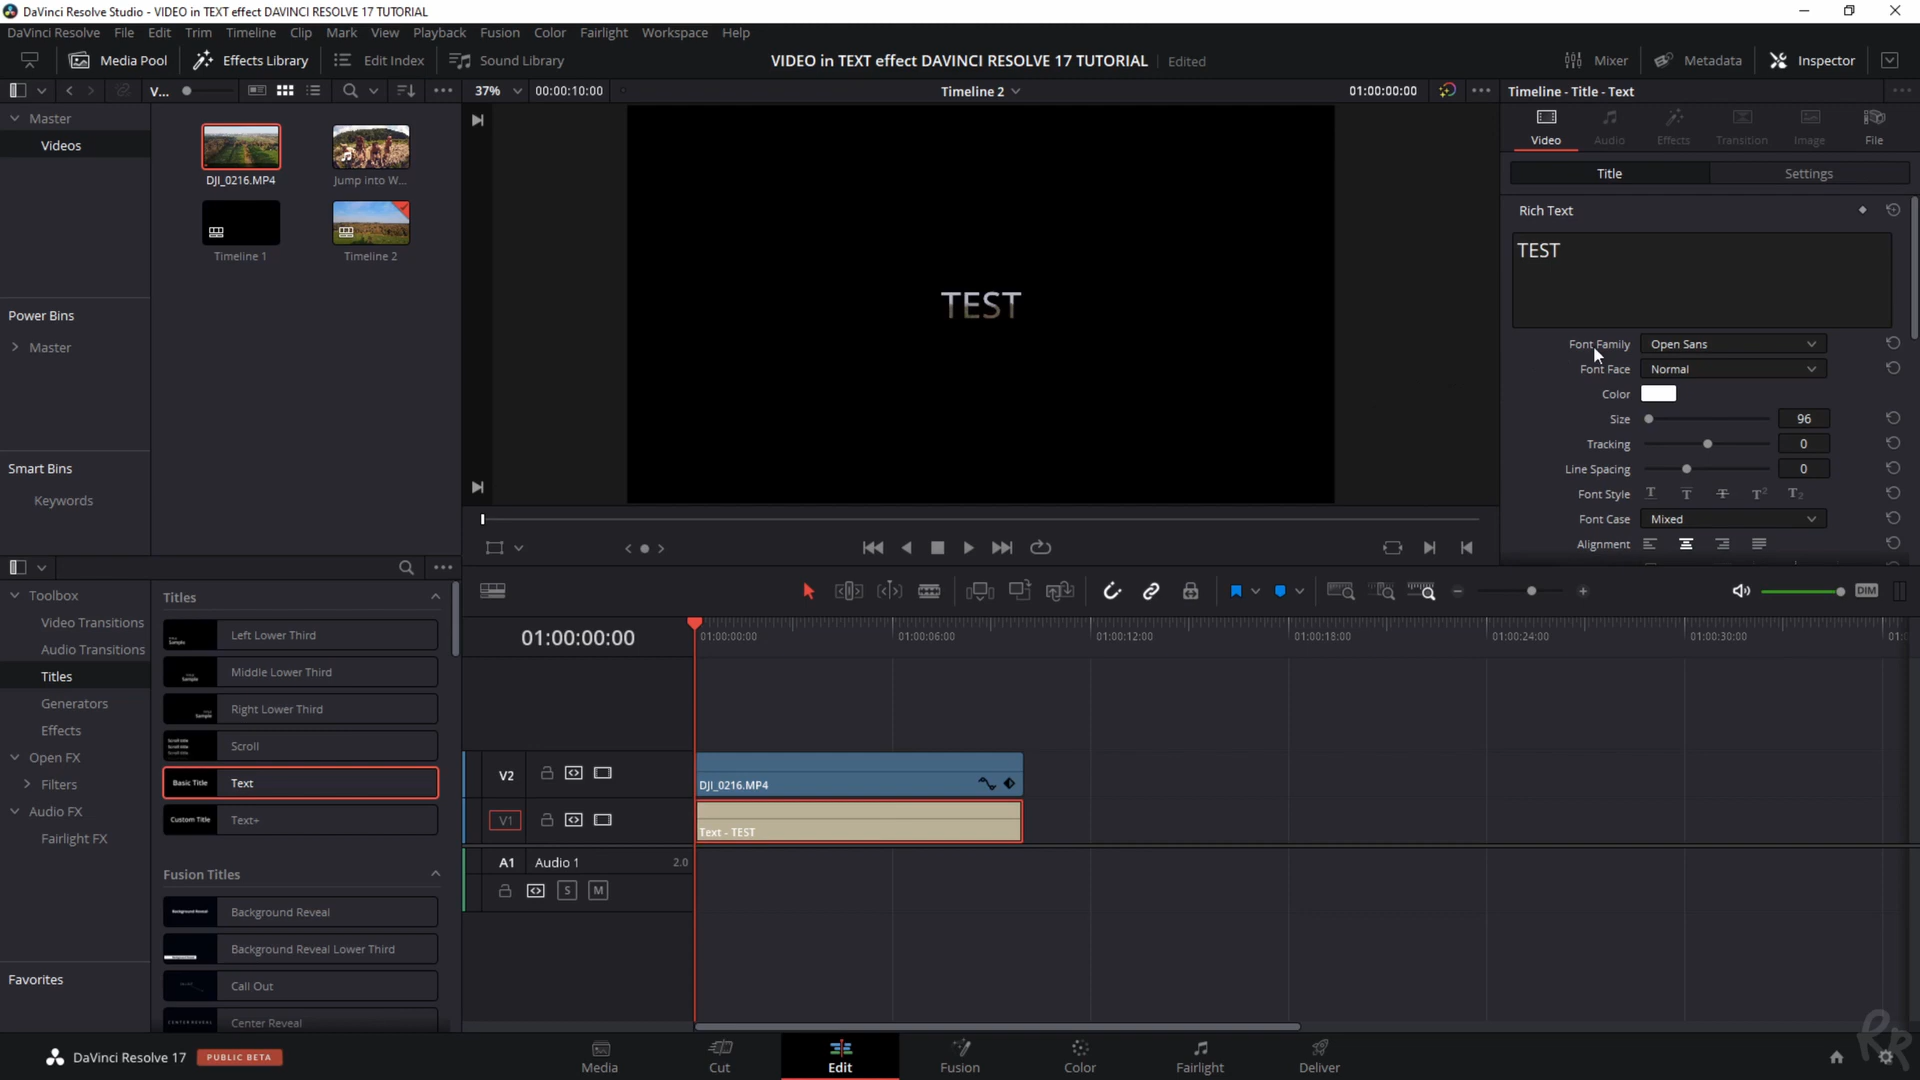 DaVinci Resolve Studio - VIDEO in TEXT effect DAVINCI RESOLVE 17 TUTORIAL
DaVinci Resolve File Edit Trim Timeline Clip Mark View Playback Fusion Color Fairlight Workspace Help
Media Pool Effects Library Edit Index Sound Library VIDEO in TEXT effect DAVINCI RESOLVE 17 TUTORIAL Edited Mixer Metadata Inspector
V... 37% 00:00:10:00 Timeline 2 01:00:00:00 Timeline - Title - Text
Master
Videos
DJI_0216.MP4 Jump into W...
Timeline 1 Timeline 2
Power Bins
Master
Smart Bins
Keywords
TEST
Video Audio Effects Transition Image File
Title Settings
Rich Text
TEST
Font Family Open Sans
Font Face Normal
Color
Size 96
Tracking 0
Line Spacing 0
Font Style T T T T² T₂
Font Case Mixed
Alignment
Toolbox
Video Transitions
Audio Transitions
Titles
Generators
Effects
Open FX
Filters
Audio FX
Fairlight FX
Favorites
Titles
Left Lower Third
Middle Lower Third
Right Lower Third
Scroll
Basic Title Text
Custom Title Text+
Fusion Titles
Background Reveal
Background Reveal Lower Third
Call Out
CENTER REVEAL Center Reveal
DIM
01:00:00:00 01:00:00:00 01:00:06:00 01:00:12:00 01:00:18:00 01:00:24:00 01:00:30:00
V2 DJI_0216.MP4
V1 Text - TEST
A1 Audio 1 2.0
S M
DaVinci Resolve 17 PUBLIC BETA Media Cut Edit Fusion Color Fairlight Deliver
RR